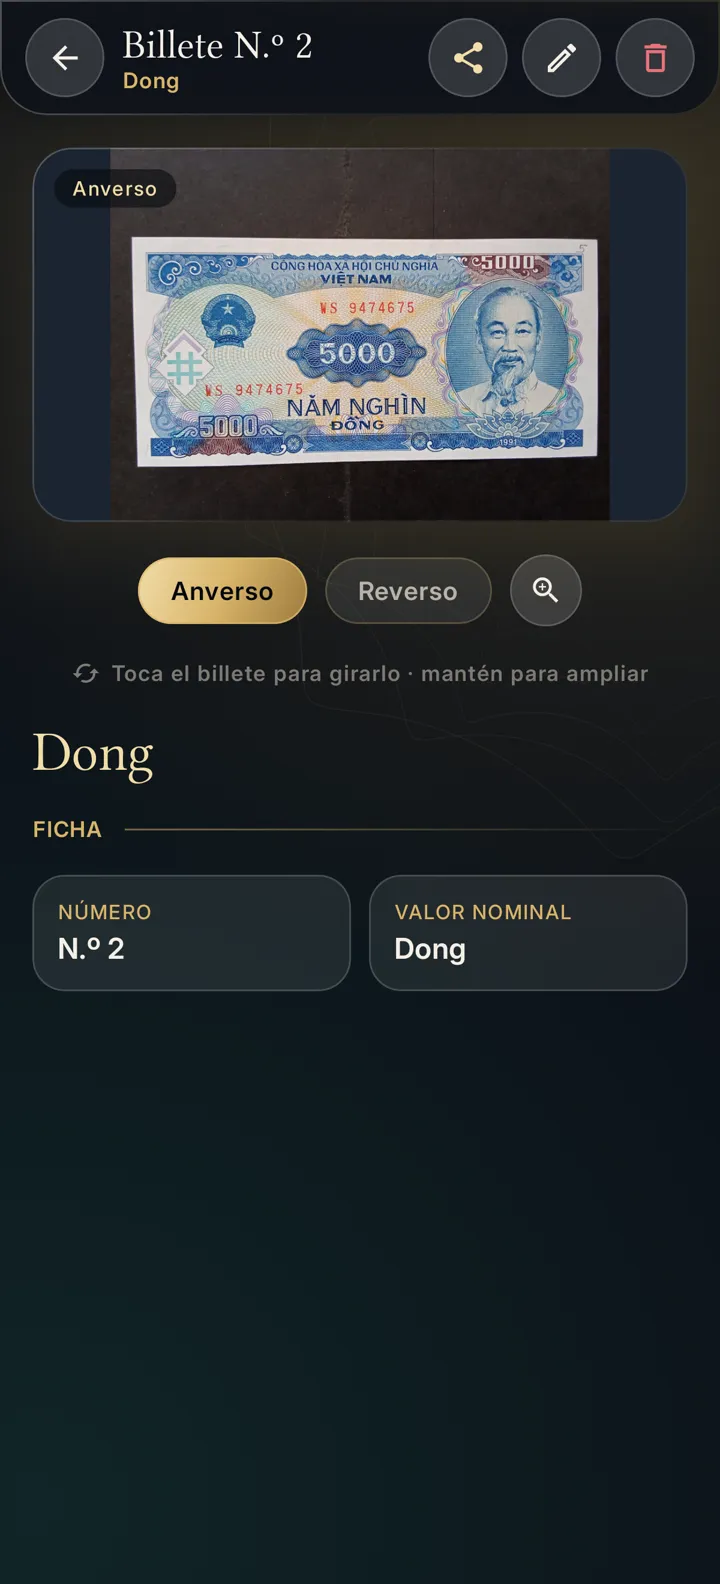 Billete N.º 2
Dong
Anverso
5
CỘNG HÒA XÃ HỘI CHỦ NGHĨA
VIỆT NAM
5000
WS 9474675
5000
WS 9474675
NĂM NGHÌN
ĐỒNG
5000
1991
Anverso
Reverso
Toca el billete para girarlo · mantén para ampliar
Dong
FICHA
NÚMERO
N.º 2
VALOR NOMINAL
Dong